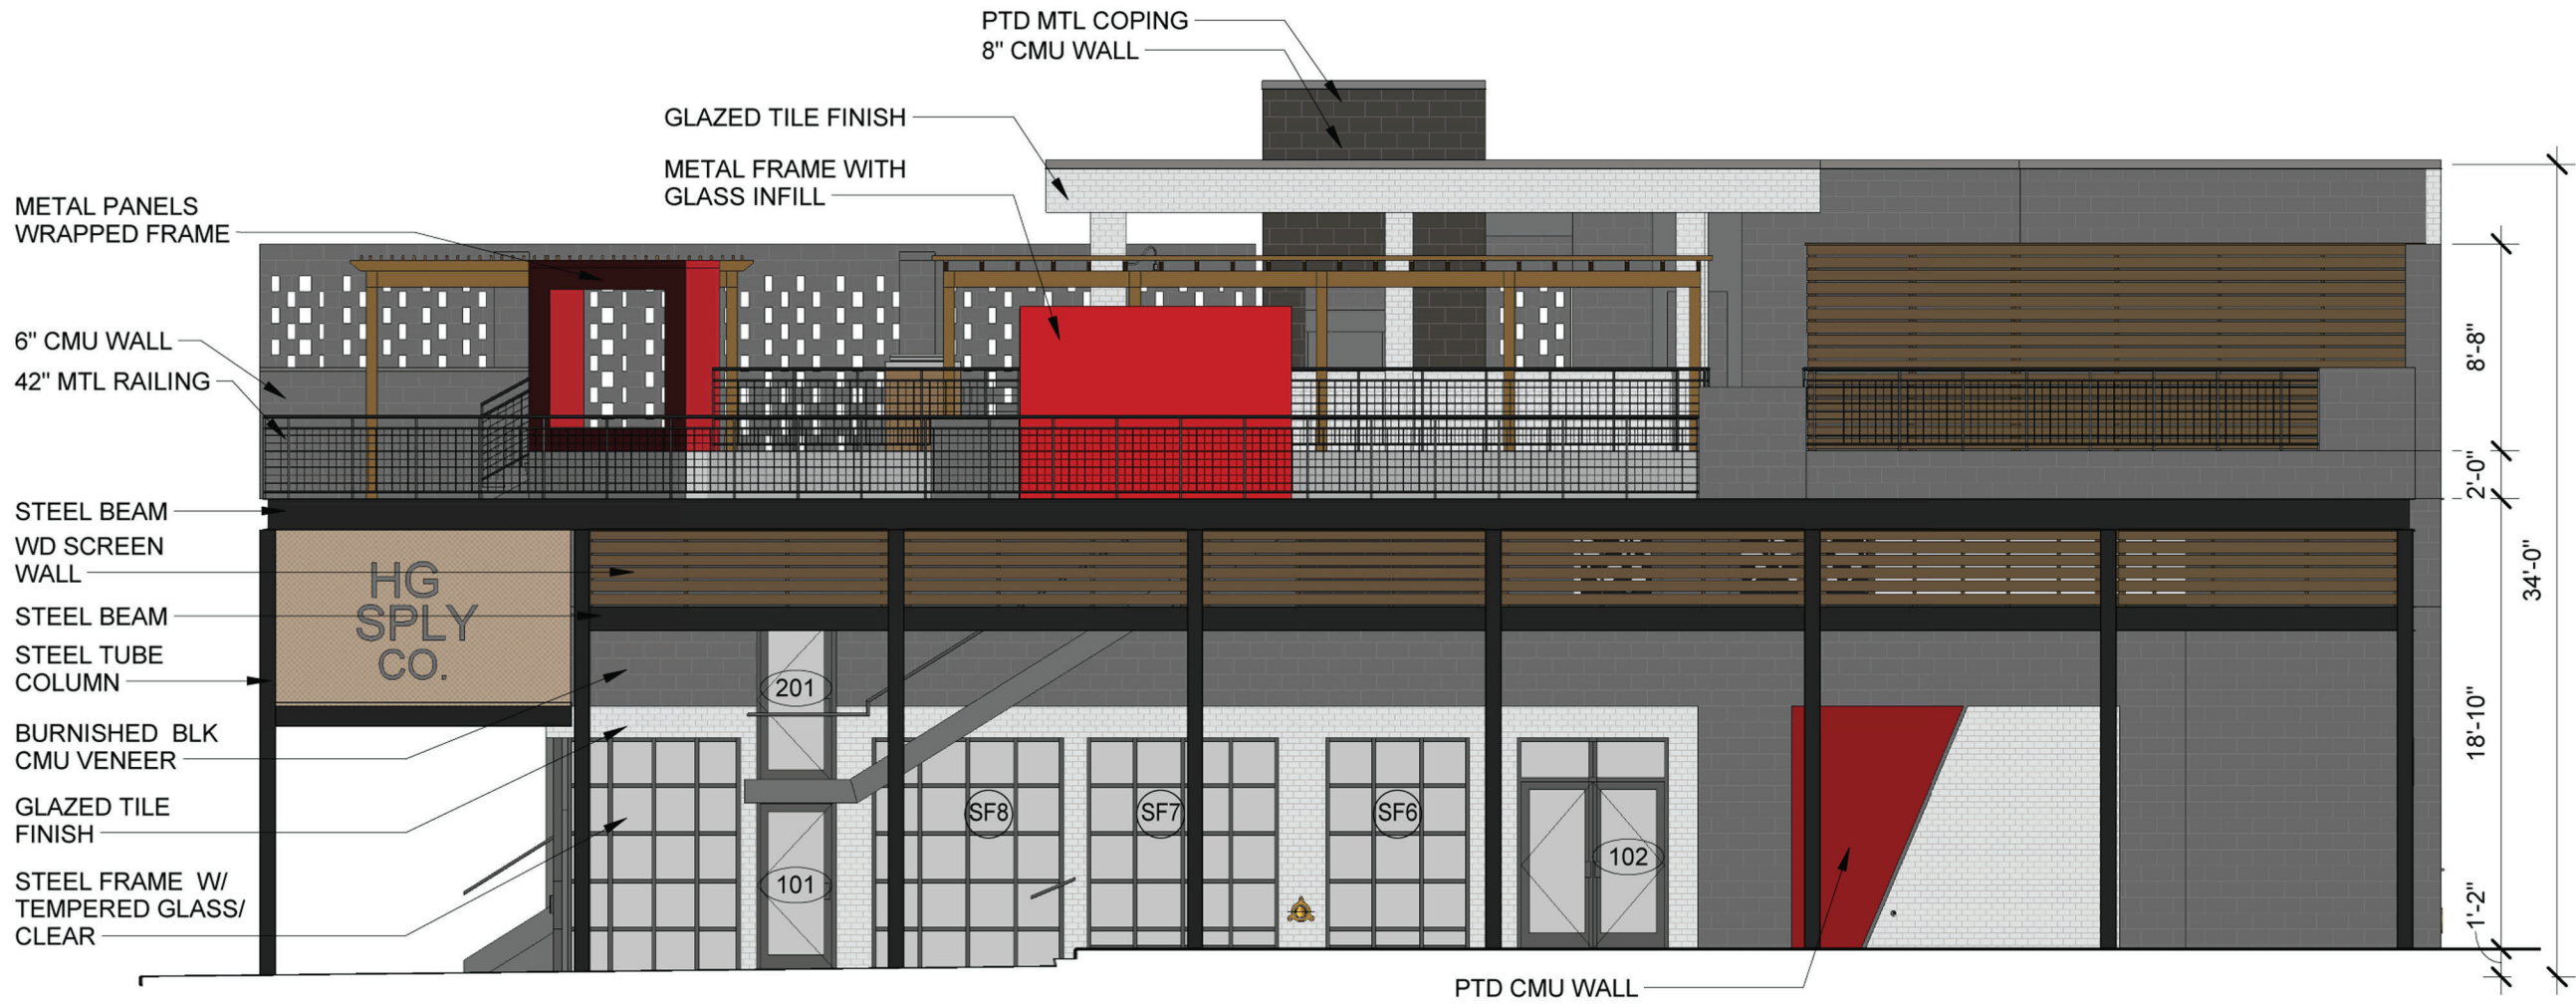 PTD MTL COPING
8" CMU WALL
GLAZED TILE FINISH
METAL FRAME WITH
GLASS INFILL
METAL PANELS
WRAPPED FRAME
6" CMU WALL
42" MTL RAILING
STEEL BEAM
WD SCREEN
WALL
STEEL BEAM
STEEL TUBE
COLUMN
BURNISHED BLK
CMU VENEER
GLAZED TILE
FINISH
STEEL FRAME W/
TEMPERED GLASS/
CLEAR
HG
SPLY
CO.
201
101
SF8
SF7
SF6
102
PTD CMU WALL
8'-8"
2'-0"
34'-0"
18'-10"
1'-2"